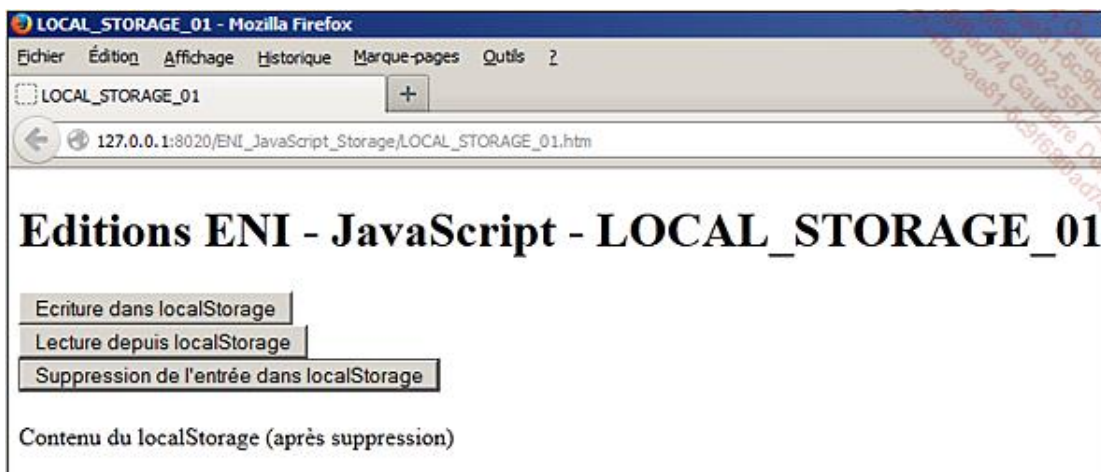 LOCAL_STORAGE_01 - Mozilla Firefox
Fichier Édition Affichage Historique Marque-pages Outils ?
LOCAL_STORAGE_01 +
127.0.0.1:8020/ENI_JavaScript_Storage/LOCAL_STORAGE_01.htm
Editions ENI - JavaScript - LOCAL_STORAGE_01
Ecriture dans localStorage
Lecture depuis localStorage
Suppression de l'entrée dans localStorage
Contenu du localStorage (après suppression)